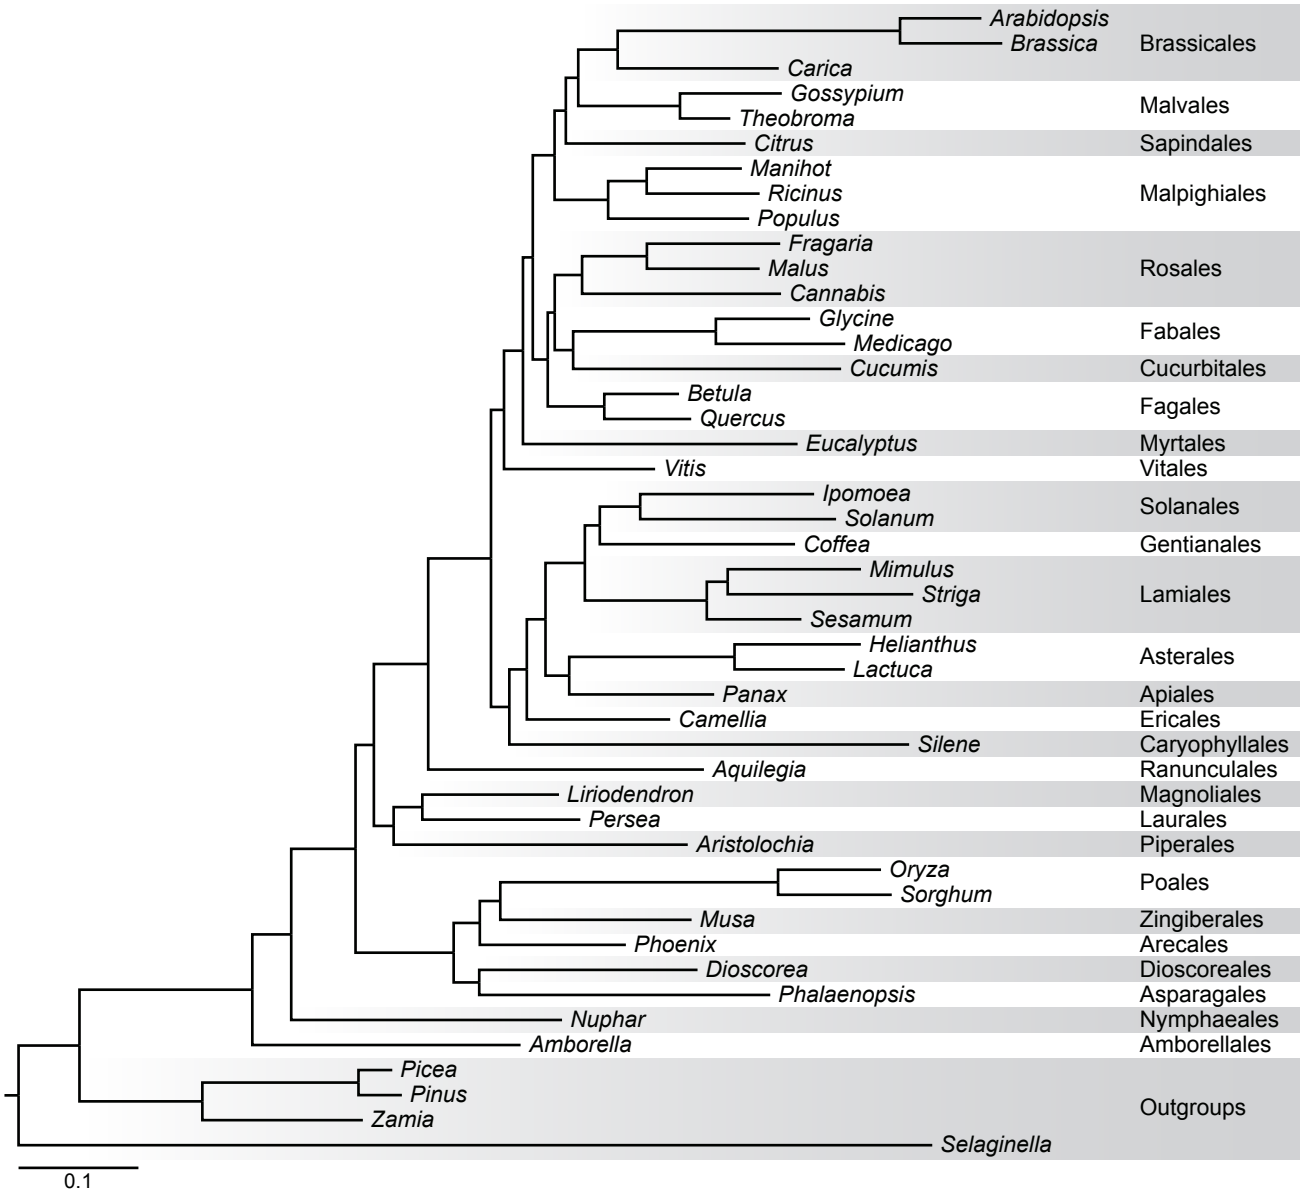 Arabidopsis
Brassica Brassicales
Carica
Gossypium
Malvales
Theobroma
Citrus Sapindales
Manihot
Ricinus Malpighiales
Populus
Fragaria
Malus Rosales
Cannabis
Glycine
Fabales
Medicago
Cucumis Cucurbitales
Betula
Fagales
Quercus
Eucalyptus Myrtales
Vitis Vitales
Ipomoea
Solanales
Solanum
Coffea Gentianales
Mimulus
Striga Lamiales
Sesamum
Helianthus
Asterales
Lactuca
Panax Apiales
Camellia Ericales
Silene Caryophyllales
Aquilegia Ranunculales
Liriodendron Magnoliales
Persea Laurales
Aristolochia Piperales
Oryza
Poales
Sorghum
Musa Zingiberales
Phoenix Arecales
Dioscorea Dioscoreales
Phalaenopsis Asparagales
Nuphar Nymphaeales
Amborella Amborellales
Picea
Pinus
Outgroups
Zamia
Selaginella
0.1